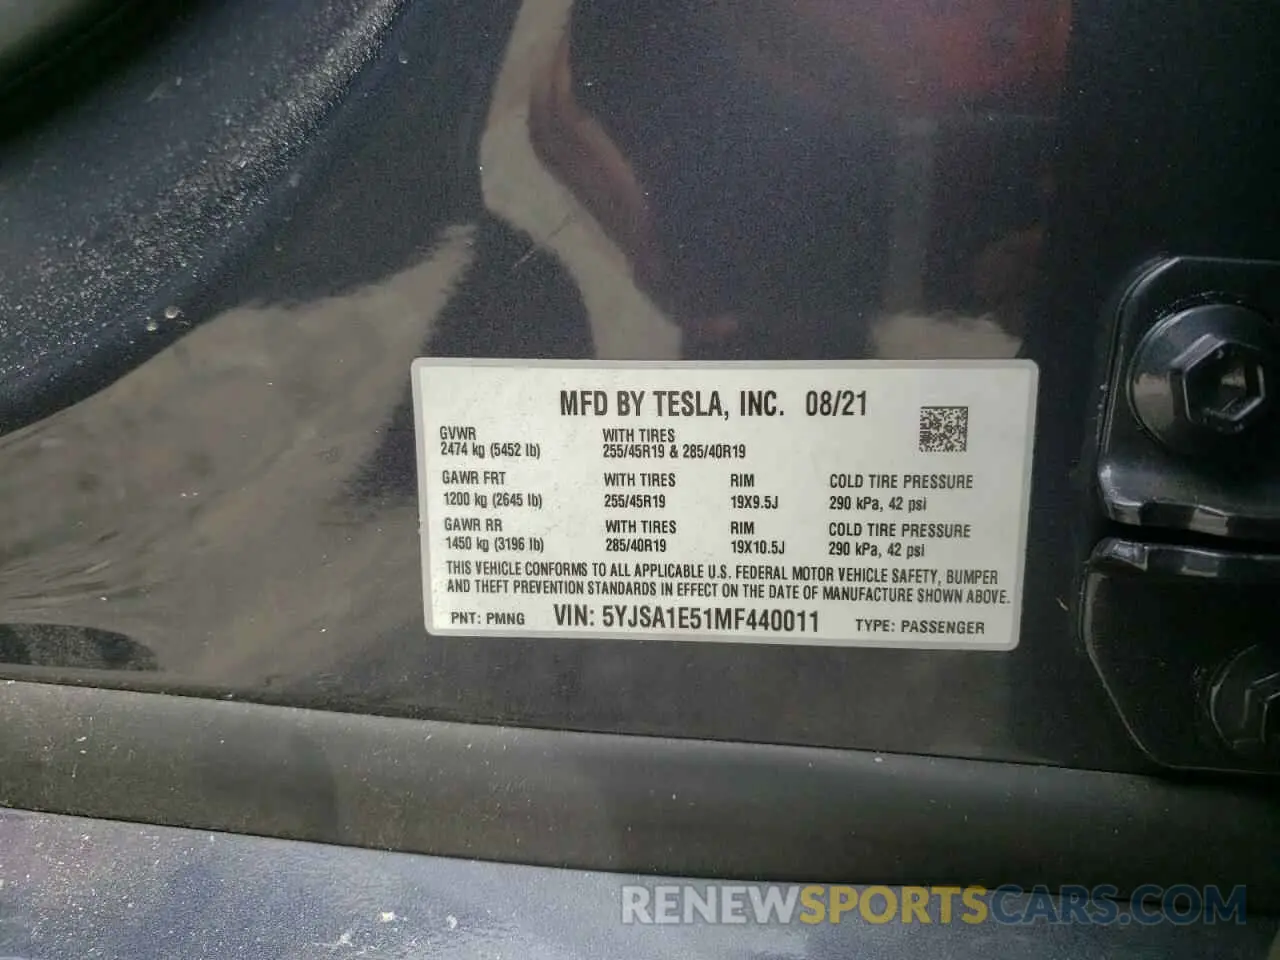 MFD BY TESLA, INC. 08/21
GVWR WITH TIRES
2474 kg (5452 lb) 255/45R19 & 285/40R19
GAWR FRT WITH TIRES RIM COLD TIRE PRESSURE
1200 kg (2645 lb) 255/45R19 19X9.5J 290 kPa, 42 psi
GAWR RR WITH TIRES RIM COLD TIRE PRESSURE
1450 kg (3196 lb) 285/40R19 19X10.5J 290 kPa, 42 psi
THIS VEHICLE CONFORMS TO ALL APPLICABLE U.S. FEDERAL MOTOR VEHICLE SAFETY, BUMPER
AND THEFT PREVENTION STANDARDS IN EFFECT ON THE DATE OF MANUFACTURE SHOWN ABOVE.
PNT: PMNG VIN: 5YJSA1E51MF440011 TYPE: PASSENGER
RENEWSPORTSCARS.COM